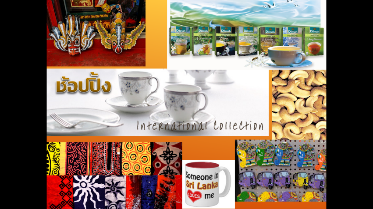 ช้อปปิ้ง
International Collection
Someone in
Sri Lanka
me